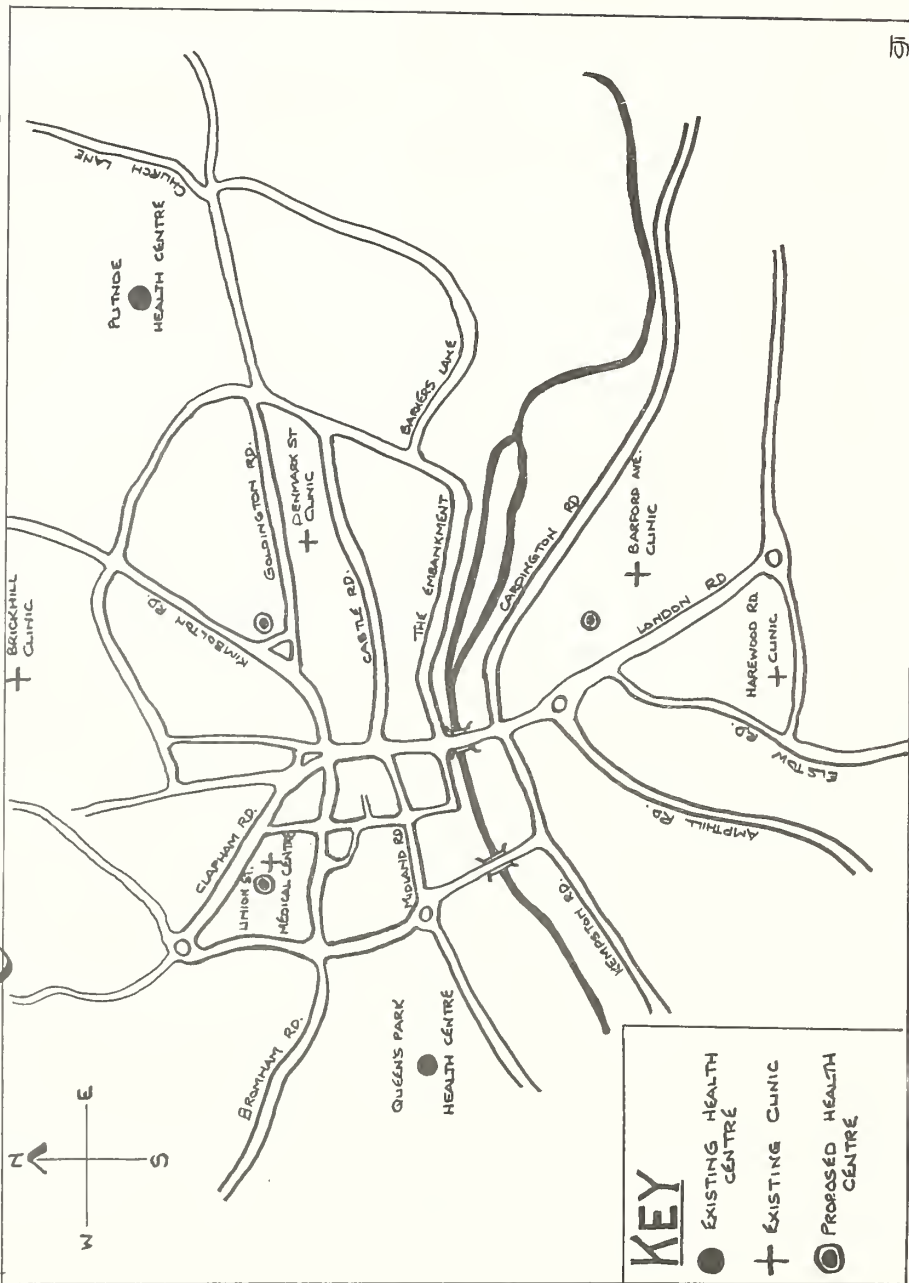 N
W E
S
BRICKHILL
CLINIC
CHURCH LANE
PUTNOE
HEALTH CENTRE
CLAPHAM RD.
KIMBOLTON RD.
GOLDINGTON RD.
UNION ST.
MEDICAL CENTRE
DENMARK ST
CLINIC
BROMHAM RD.
CASTLE RD.
MIDLAND RD
BARKERS LANE
THE EMBANKMENT
QUEEN'S PARK
HEALTH CENTRE
CARDINGTON RD
KEMPSTON RD.
BARFORD AVE.
CLINIC
LONDON RD
HAREWOOD RD.
CLINIC
AMPTHILL RD.
ELSTOW RD.
KEY
EXISTING HEALTH
CENTRE
EXISTING CLINIC
PROPOSED HEALTH
CENTRE